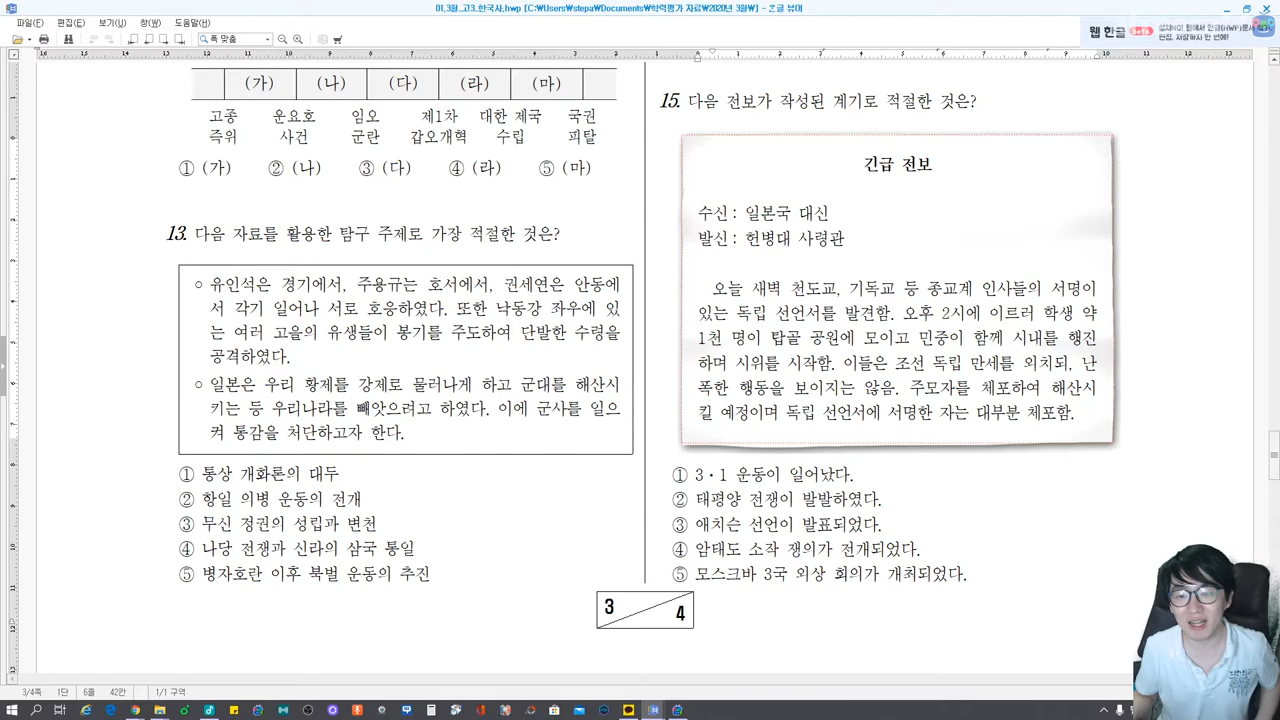 01.3월.고3.한국사.hwp [C:\Users\stepa\Documents\학력평가 자료\2020년 3월\] - 흔글 뷰어
파일(F) 편집(E) 보기(U) 창(W) 도움말(H)
폭 맞춤
웹 한글 Beta
(가) (나) (다) (라) (마)
고종 운요호 임오 제1차 대한 제국 국권
즉위 사건 군란 갑오개혁 수립 피탈
① (가) ② (나) ③ (다) ④ (라) ⑤ (마)
13. 다음 자료를 활용한 탐구 주제로 가장 적절한 것은?
○ 유인석은 경기에서, 주용규는 호서에서, 권세연은 안동에
서 각기 일어나 서로 호응하였다. 또한 낙동강 좌우에 있
는 여러 고을의 유생들이 봉기를 주도하여 단발한 수령을
공격하였다.
○ 일본은 우리 황제를 강제로 물러나게 하고 군대를 해산시
키는 등 우리나라를 빼앗으려고 하였다. 이에 군사를 일으
켜 통감을 처단하고자 한다.
① 통상 개화론의 대두
② 항일 의병 운동의 전개
③ 무신 정권의 성립과 변천
④ 나당 전쟁과 신라의 삼국 통일
⑤ 병자호란 이후 북벌 운동의 추진
15. 다음 전보가 작성된 계기로 적절한 것은?
긴급 전보
수신 : 일본국 대신
발신 : 헌병대 사령관
오늘 새벽 천도교, 기독교 등 종교계 인사들의 서명이
있는 독립 선언서를 발견함. 오후 2시에 이르러 학생 약
1천 명이 탑골 공원에 모이고 민중이 함께 시내를 행진
하며 시위를 시작함. 이들은 조선 독립 만세를 외치되, 난
폭한 행동을 보이지는 않음. 주모자를 체포하여 해산시
킬 예정이며 독립 선언서에 서명한 자는 대부분 체포함.
① 3·1 운동이 일어났다.
② 태평양 전쟁이 발발하였다.
③ 애치슨 선언이 발표되었다.
④ 암태도 소작 쟁의가 전개되었다.
⑤ 모스크바 3국 외상 회의가 개최되었다.
3 4
3/4쪽 1단 6줄 42칸 1/1 구역